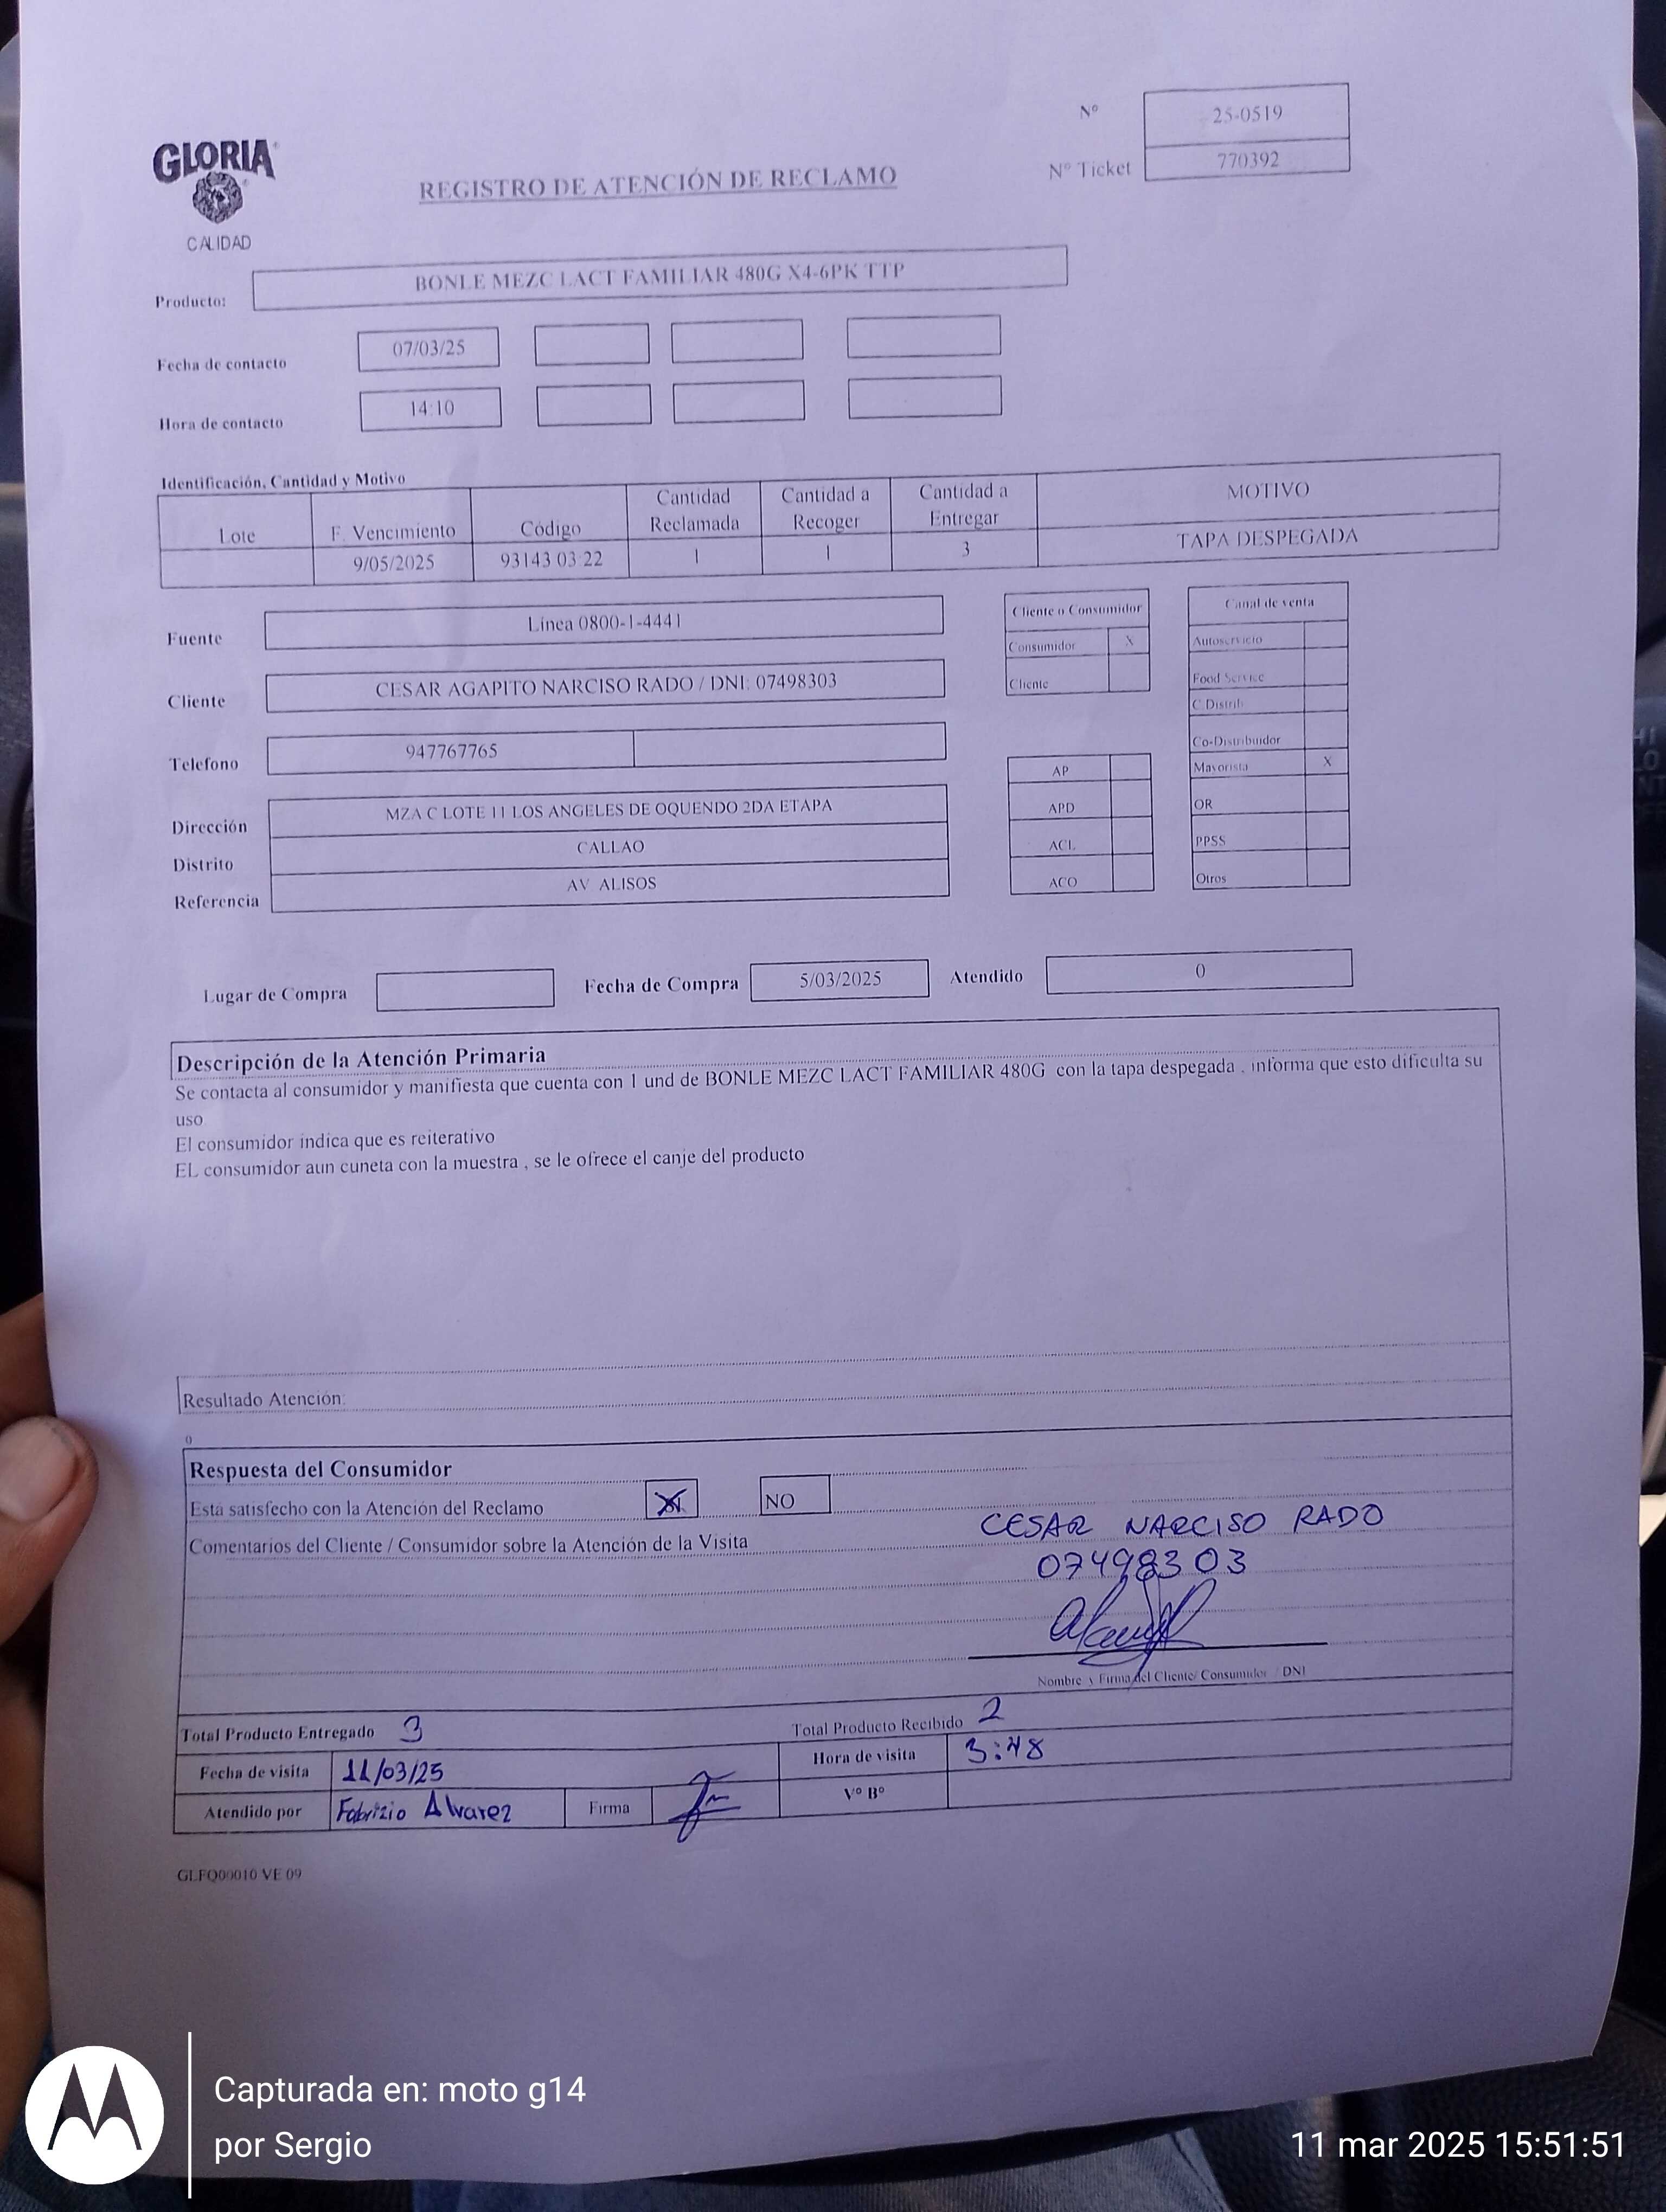 Nº 25-0519
GLORIA
Nº Ticket 770392
REGISTRO DE ATENCIÓN DE RECLAMO
CALIDAD
Producto: BONLE MEZC LACT FAMILIAR 480G X4-6PK TTP
Fecha de contacto 07/03/25
Hora de contacto 14:10
Identificación, Cantidad y Motivo
Lote F. Vencimiento Código Cantidad Reclamada Cantidad a Recoger Cantidad a Entregar MOTIVO
9/05/2025 93143 03:22 1 1 3 TAPA DESPEGADA
Fuente Linea 0800-1-4441
Cliente CESAR AGAPITO NARCISO RADO / DNI: 07498303
Telefono 947767765
Dirección MZA C LOTE 11 LOS ANGELES DE OQUENDO 2DA ETAPA
Distrito CALLAO
Referencia AV ALISOS
Cliente o Consumidor
Consumidor X
Cliente
AP
APD
ACL
ACO
Canal de venta
Autoservicio
Food Service
C.Distrib
Co-Distribuidor
Mayorista X
OR
PPSS
Otros
Lugar de Compra Fecha de Compra 5/03/2025 Atendido 0
Descripción de la Atención Primaria
Se contacta al consumidor y manifiesta que cuenta con 1 und de BONLE MEZC LACT FAMILIAR 480G con la tapa despegada , informa que esto dificulta su
uso
El consumidor indica que es reiterativo
EL consumidor aun cuneta con la muestra , se le ofrece el canje del producto
Resultado Atención:
0
Respuesta del Consumidor
Esta satisfecho con la Atención del Reclamo SI NO
Comentarios del Cliente / Consumidor sobre la Atención de la Visita
CESAR NARCISO RADO
07498303
Nombre y Firma del Cliente/ Consumidor / DNI
Total Producto Entregado 3 Total Producto Recibido 2
Fecha de visita 11/03/25 Hora de visita 3:48
Atendido por Fabrizio Alvarez Firma Vº Bº
GLFQ00010 VE 09
Capturada en: moto g14
por Sergio
11 mar 2025 15:51:51